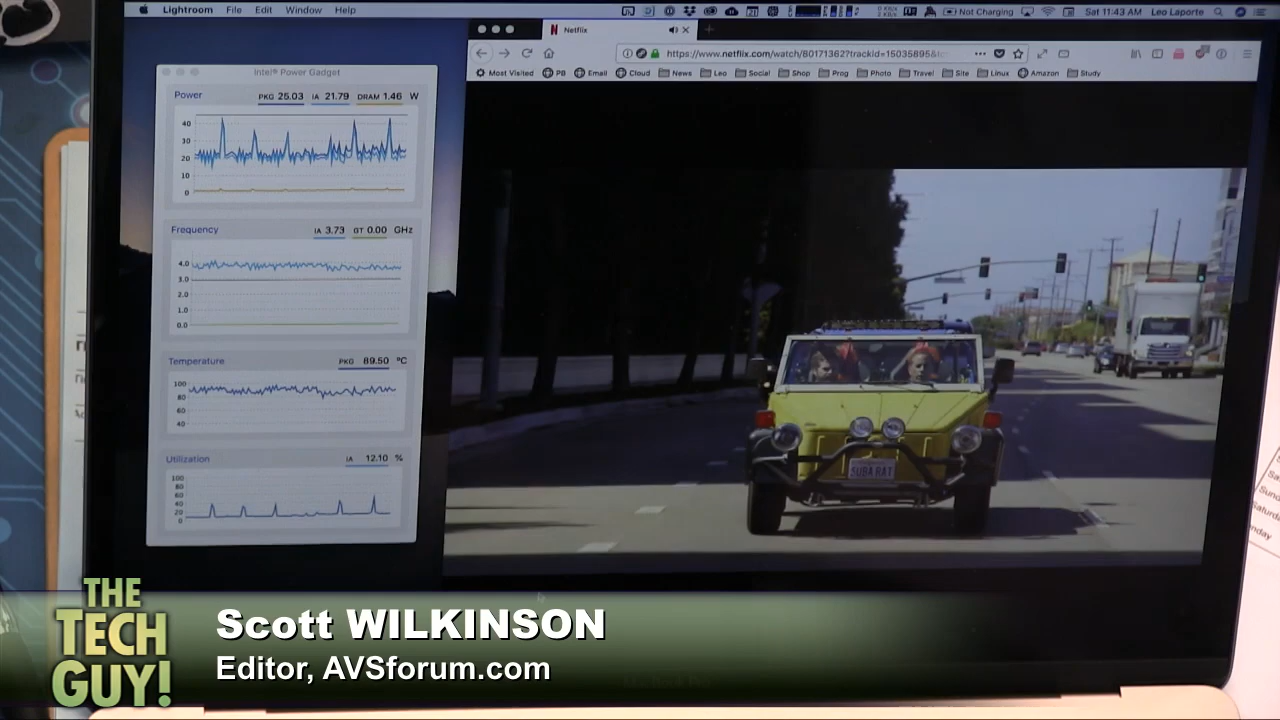 Lightroom File Edit Window Help
Not Charging Sat 11:43 AM Leo Laporte
Netflix
https://www.netflix.com/watch/80171362?trackId=15035895&t
Most Visited PB Email Cloud News Leo Social Shop Prog Photo Travel Site Linux Amazon Study
Intel® Power Gadget
Power PKG 25.03 IA 21.79 DRAM 1.46 W
40
30
20
10
0
Frequency IA 3.73 GT 0.00 GHz
4.0
3.0
2.0
1.0
0.0
Temperature PKG 89.50 °C
100
80
60
40
Utilization IA 12.10 %
100
80
60
40
20
0
SUBA RAT
THE
TECH
GUY!
Scott WILKINSON
Editor, AVSforum.com